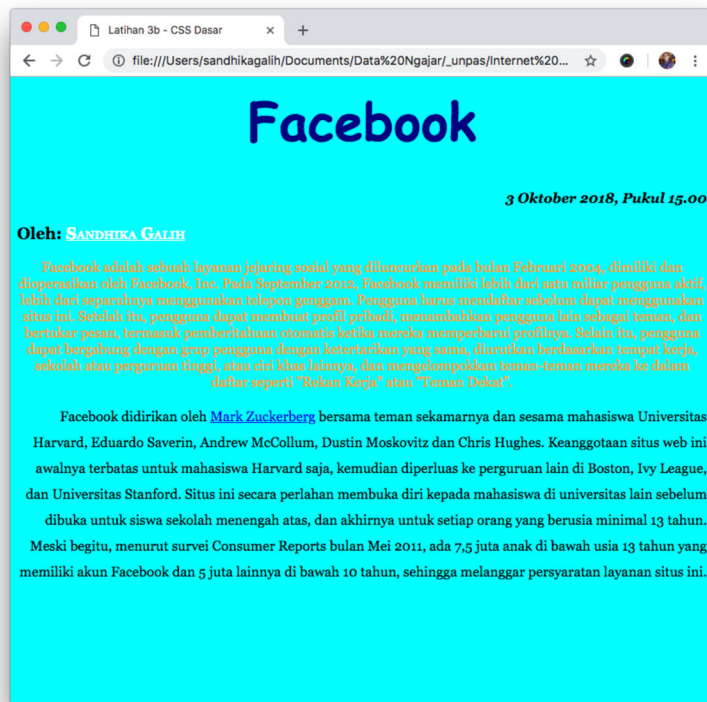 Latihan 3b - CSS Dasar
file:///Users/sandhikagalih/Documents/Data%20Ngajar/_unpas/Internet%20...
Facebook
3 Oktober 2018, Pukul 15.00
Oleh: Sandhika Galih
Facebook adalah sebuah layanan jejaring sosial yang diluncurkan pada bulan Februari 2004, dimiliki dan
dioperasikan oleh Facebook, Inc. Pada September 2012, Facebook memiliki lebih dari satu miliar pengguna aktif,
lebih dari separuhnya menggunakan telepon genggam. Pengguna harus mendaftar sebelum dapat menggunakan
situs ini. Setelah itu, pengguna dapat membuat profil pribadi, menambahkan pengguna lain sebagai teman, dan
bertukar pesan, termasuk pemberitahuan otomatis ketika mereka memperbarui profilnya. Selain itu, pengguna
dapat bergabung dengan grup pengguna dengan ketertarikan yang sama, diurutkan berdasarkan tempat kerja,
sekolah atau perguruan tinggi, atau ciri khas lainnya, dan mengelompokkan teman-teman mereka ke dalam
daftar seperti "Rekan Kerja" atau "Teman Dekat".
Facebook didirikan oleh Mark Zuckerberg bersama teman sekamarnya dan sesama mahasiswa Universitas
Harvard, Eduardo Saverin, Andrew McCollum, Dustin Moskovitz dan Chris Hughes. Keanggotaan situs web ini
awalnya terbatas untuk mahasiswa Harvard saja, kemudian diperluas ke perguruan lain di Boston, Ivy League,
dan Universitas Stanford. Situs ini secara perlahan membuka diri kepada mahasiswa di universitas lain sebelum
dibuka untuk siswa sekolah menengah atas, dan akhirnya untuk setiap orang yang berusia minimal 13 tahun.
Meski begitu, menurut survei Consumer Reports bulan Mei 2011, ada 7,5 juta anak di bawah usia 13 tahun yang
memiliki akun Facebook dan 5 juta lainnya di bawah 10 tahun, sehingga melanggar persyaratan layanan situs ini.